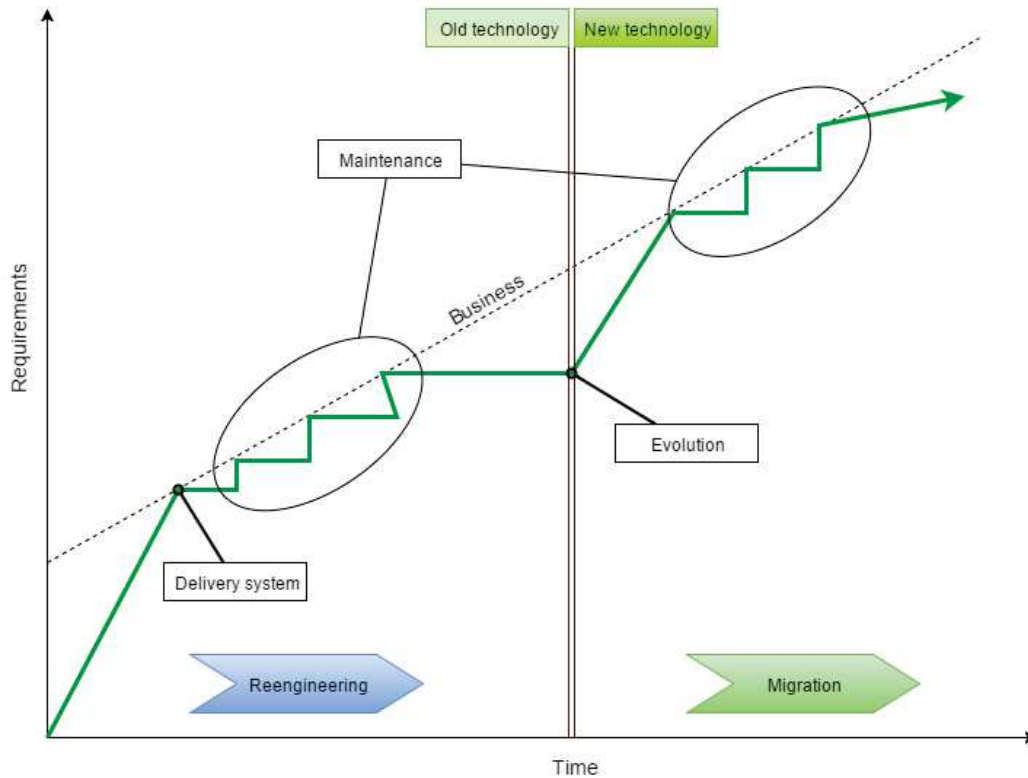 Old technology
New technology
Maintenance
Business
Requirements
Evolution
Delivery system
Reengineering
Migration
Time